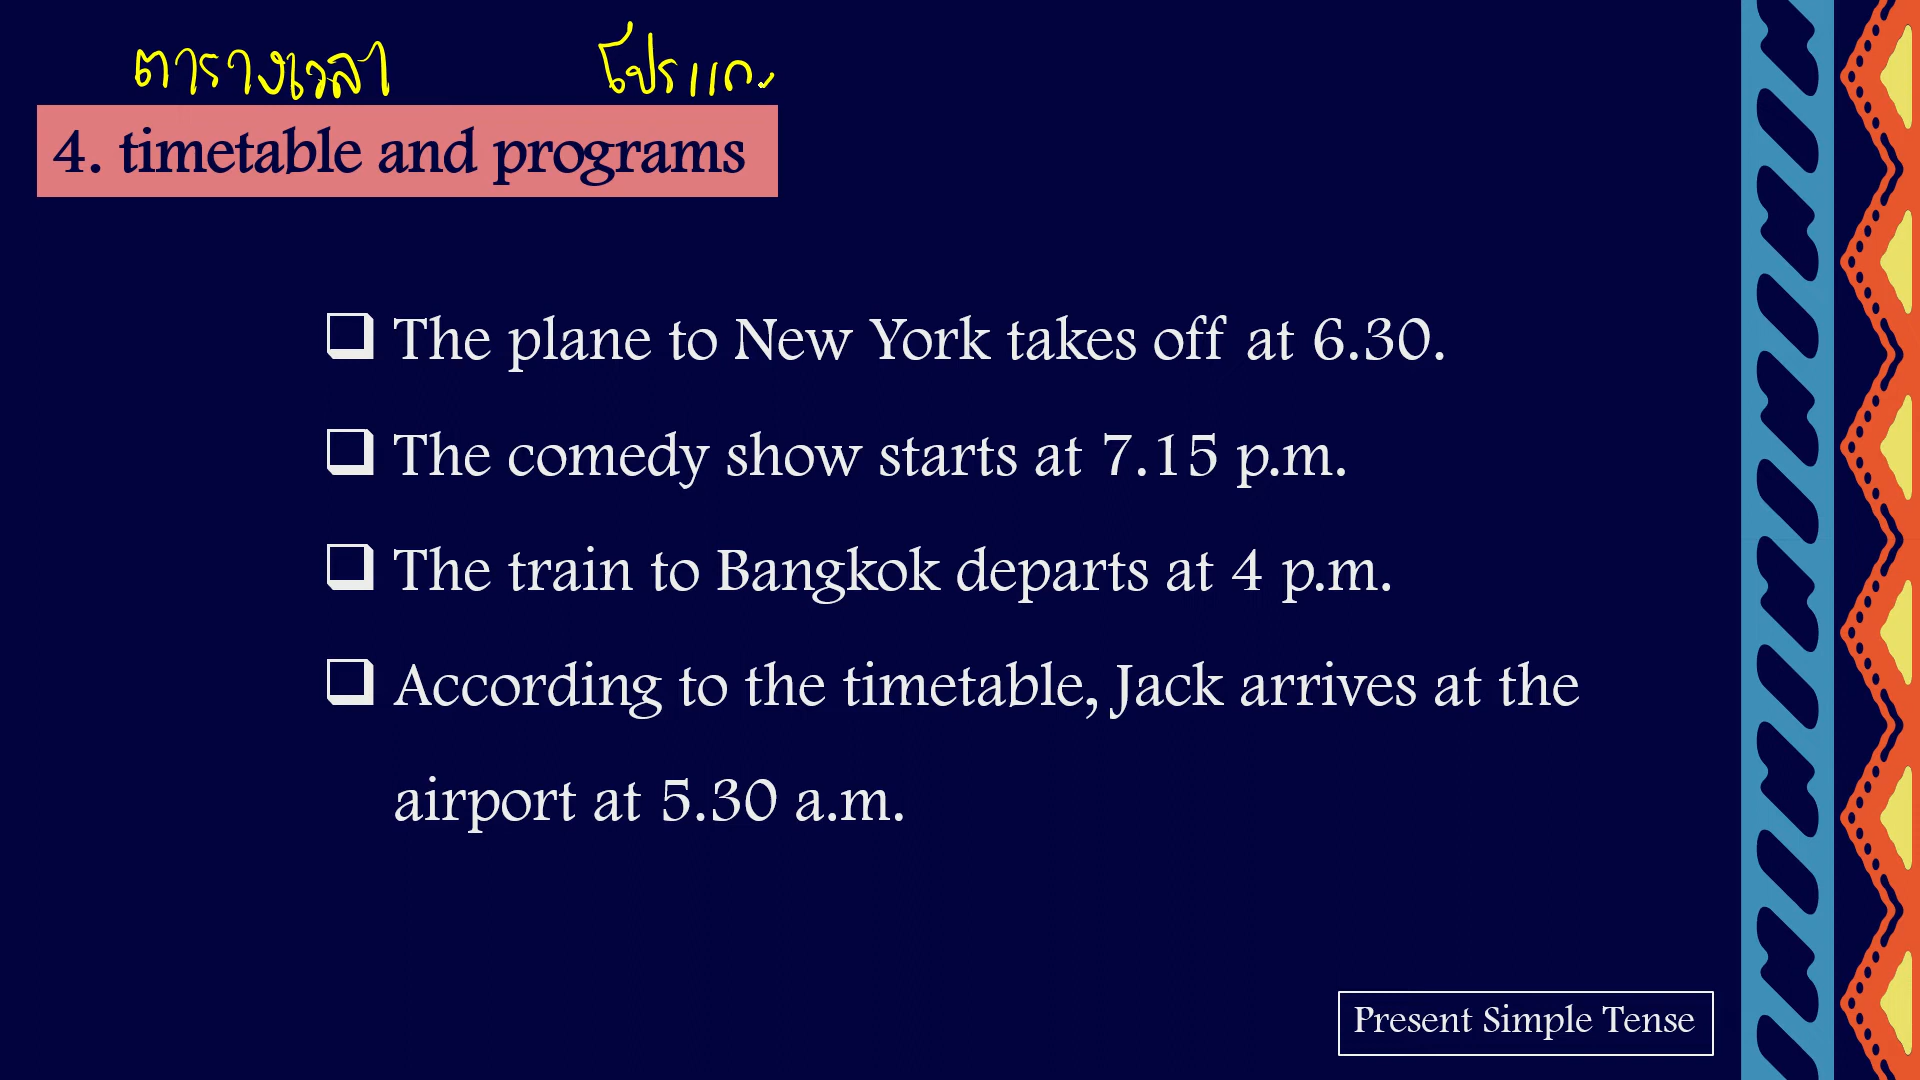 ตารางเวลา โปรแก
4. timetable and programs
❑ The plane to New York takes off at 6.30.
❑ The comedy show starts at 7.15 p.m.
❑ The train to Bangkok departs at 4 p.m.
❑ According to the timetable, Jack arrives at the
airport at 5.30 a.m.
Present Simple Tense